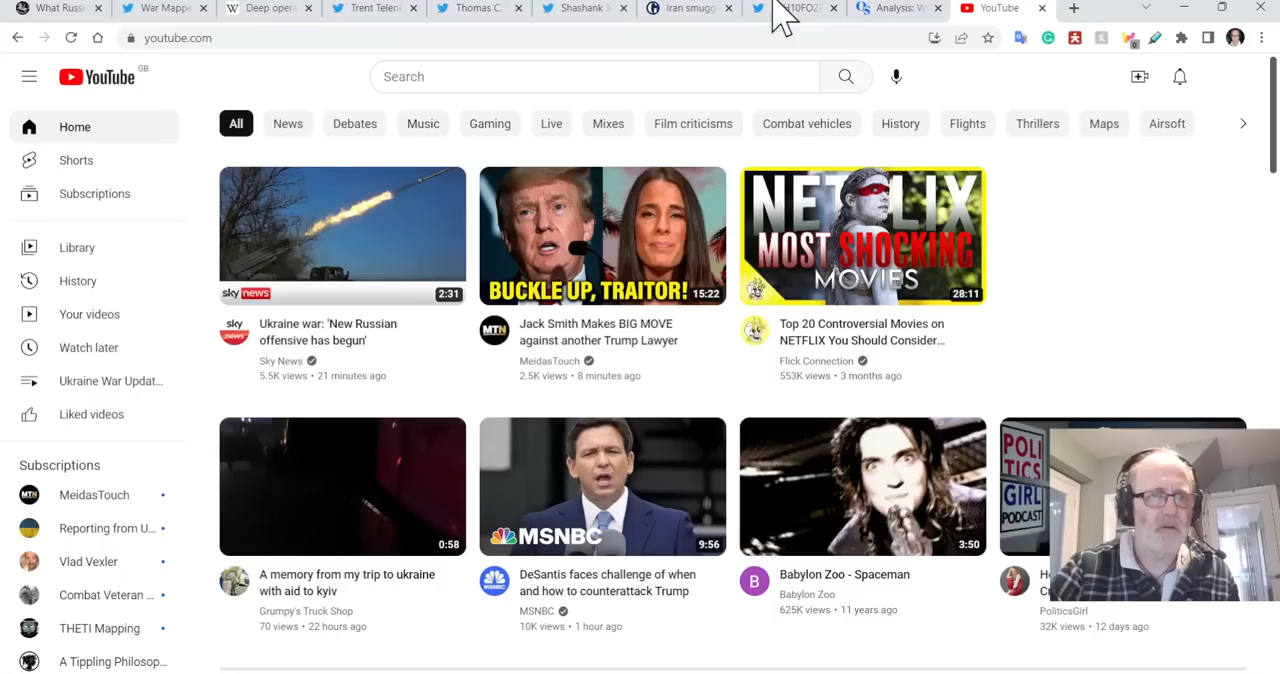 What Russi
War Mappe
Deep opera
Trent Telen
Thomas C.
Shashank J
Iran smugg
Analysis: W
YouTube
youtube.com
0
YouTube GB
Search
Home
Shorts
Subscriptions
Library
History
Your videos
Watch later
Ukraine War Updat...
Liked videos
Subscriptions
MeidasTouch
Reporting from U...
Vlad Vexler
Combat Veteran ...
THETI Mapping
A Tippling Philosop...
All
News
Debates
Music
Gaming
Live
Mixes
Film criticisms
Combat vehicles
History
Flights
Thrillers
Maps
Airsoft
sky news
2:31
sky news
Ukraine war: 'New Russian
offensive has begun'
Sky News
5.5K views • 21 minutes ago
BUCKLE UP, TRAITOR!
15:22
MTN
Jack Smith Makes BIG MOVE
against another Trump Lawyer
MeidasTouch
2.5K views • 8 minutes ago
NETFLIX
MOST SHOCKING
MOVIES
28:11
Top 20 Controversial Movies on
NETFLIX You Should Consider...
Flick Connection
553K views • 3 months ago
0:58
A memory from my trip to ukraine
with aid to kyiv
Grumpy's Truck Shop
70 views • 22 hours ago
MSNBC
9:56
DeSantis faces challenge of when
and how to counterattack Trump
MSNBC
10K views • 1 hour ago
3:50
B
Babylon Zoo - Spaceman
Babylon Zoo
625K views • 11 years ago
POLI
TICS
GIRL
PODCAST
PoliticsGirl
32K views • 12 days ago